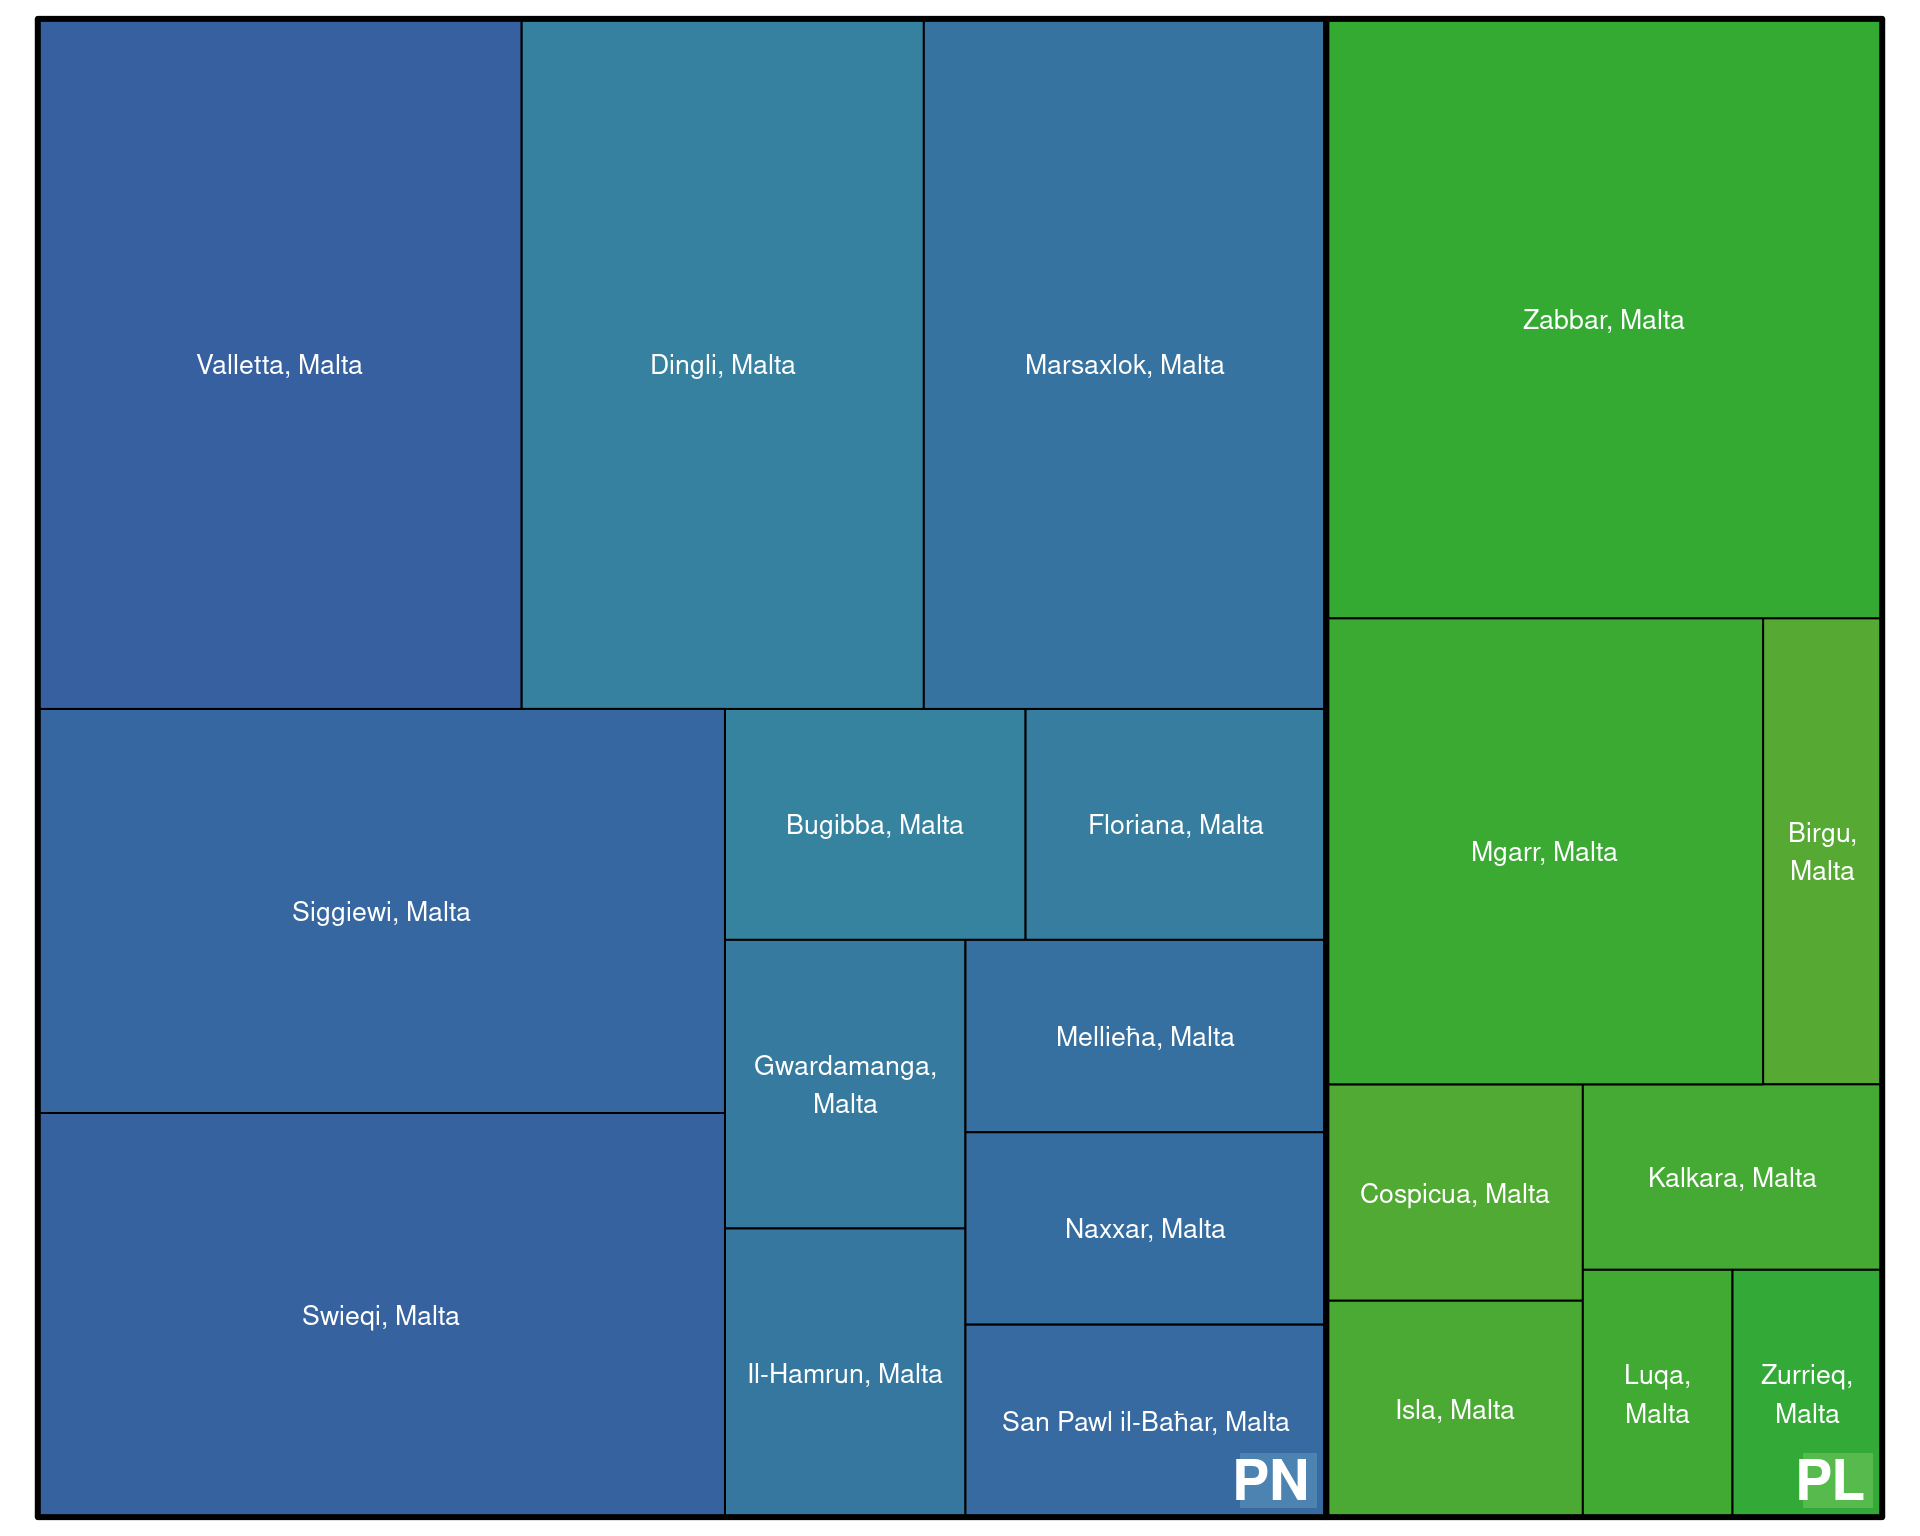 Valletta, Malta
Dingli, Malta
Marsaxlok, Malta
Zabbar, Malta
Siggiewi, Malta
Bugibba, Malta
Floriana, Malta
Mgarr, Malta
Birgu,
Malta
Gwardamanga,
Malta
Mellieħa, Malta
Swieqi, Malta
Il-Hamrun, Malta
Naxxar, Malta
San Pawl il-Baħar, Malta
PN
Cospicua, Malta
Kalkara, Malta
Isla, Malta
Luqa,
Malta
Zurrieq,
Malta
PL